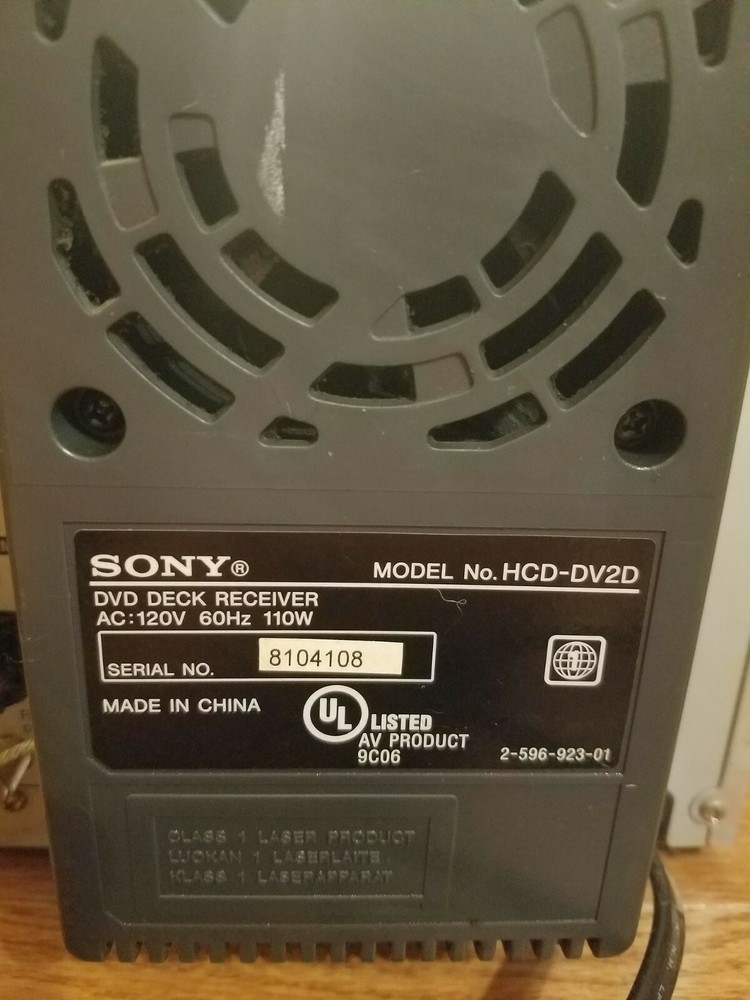 SONY®
MODEL No. HCD-DV2D
DVD DECK RECEIVER
AC:120V 60Hz 110W
SERIAL NO. 8104108
1
MADE IN CHINA
UL LISTED
AV PRODUCT
9C06
2-596-923-01
CLASS 1 LASER PRODUCT
LUOKAN 1 LASERLAITE
KLASS 1 LASERAPPARAT